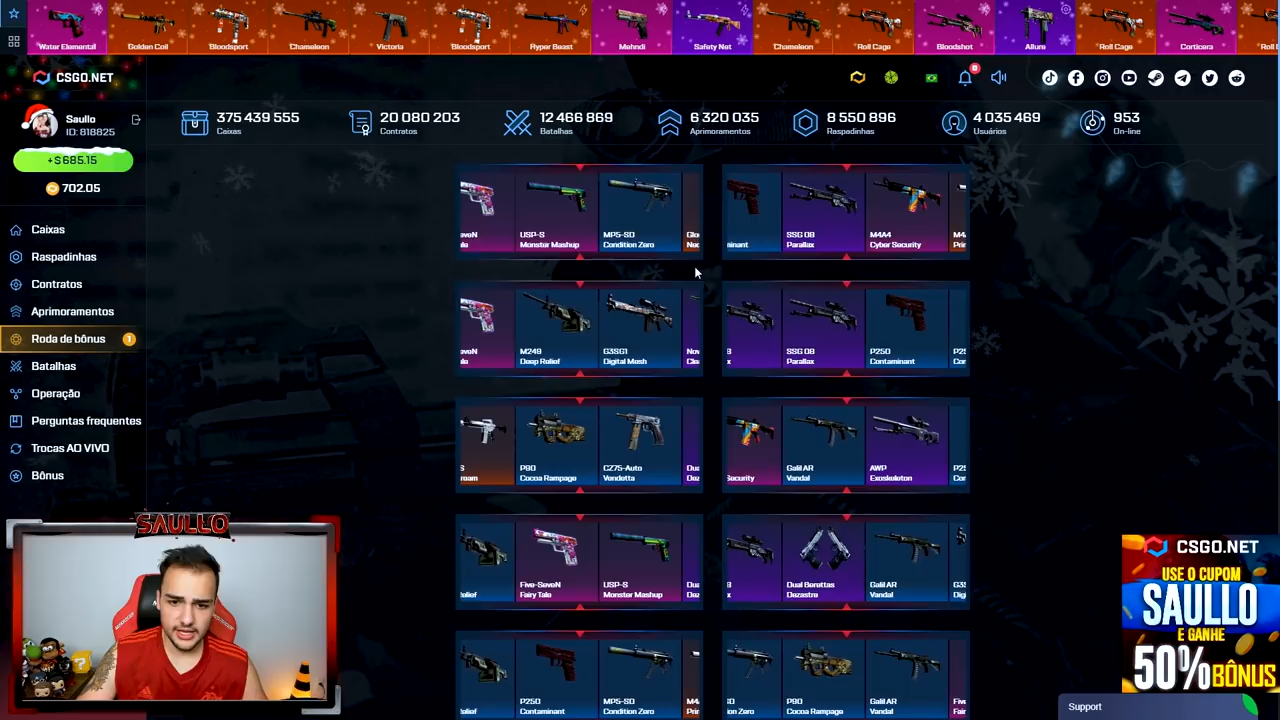 Water Elemental
Golden Coil
Bloodsport
Chameleon
Victoria
Bloodsport
Hyper Beast
Mehndi
Safety Net
Chameleon
Roll Cage
Bloodshot
Allure
Roll Cage
Corticera
Roll
CSGO.NET
Saullo
ID: 818825
+$ 685.15
702.05
375 439 555
Caixas
20 080 203
Contratos
12 466 869
Batalhas
6 320 035
Aprimoramentos
8 550 896
Raspadinhas
4 035 469
Usuários
953
On-line
Caixas
Raspadinhas
Contratos
Aprimoramentos
Roda de bônus 1
Batalhas
Operação
Perguntas frequentes
Trocas AO VIVO
Bônus
USP-S
Monster Mashup
MP5-SD
Condition Zero
inant
SSG 08
Parallax
M4A4
Cyber Security
M249
Deep Relief
G3SG1
Digital Mesh
SSG 08
Parallax
P250
Contaminant
P90
Cocoa Rampage
CZ75-Auto
Vendetta
Security
Galil AR
Vandal
AWP
Exoskeleton
Five-SeveN
Fairy Tale
USP-S
Monster Mashup
Dual Berettas
Dezastre
Galil AR
Vandal
P250
Contaminant
MP5-SD
Condition Zero
P90
Cocoa Rampage
Galil AR
Vandal
SAULLO
CSGO.NET
USE O CUPOM
SAULLO
E GANHE
50% BÔNUS
Support